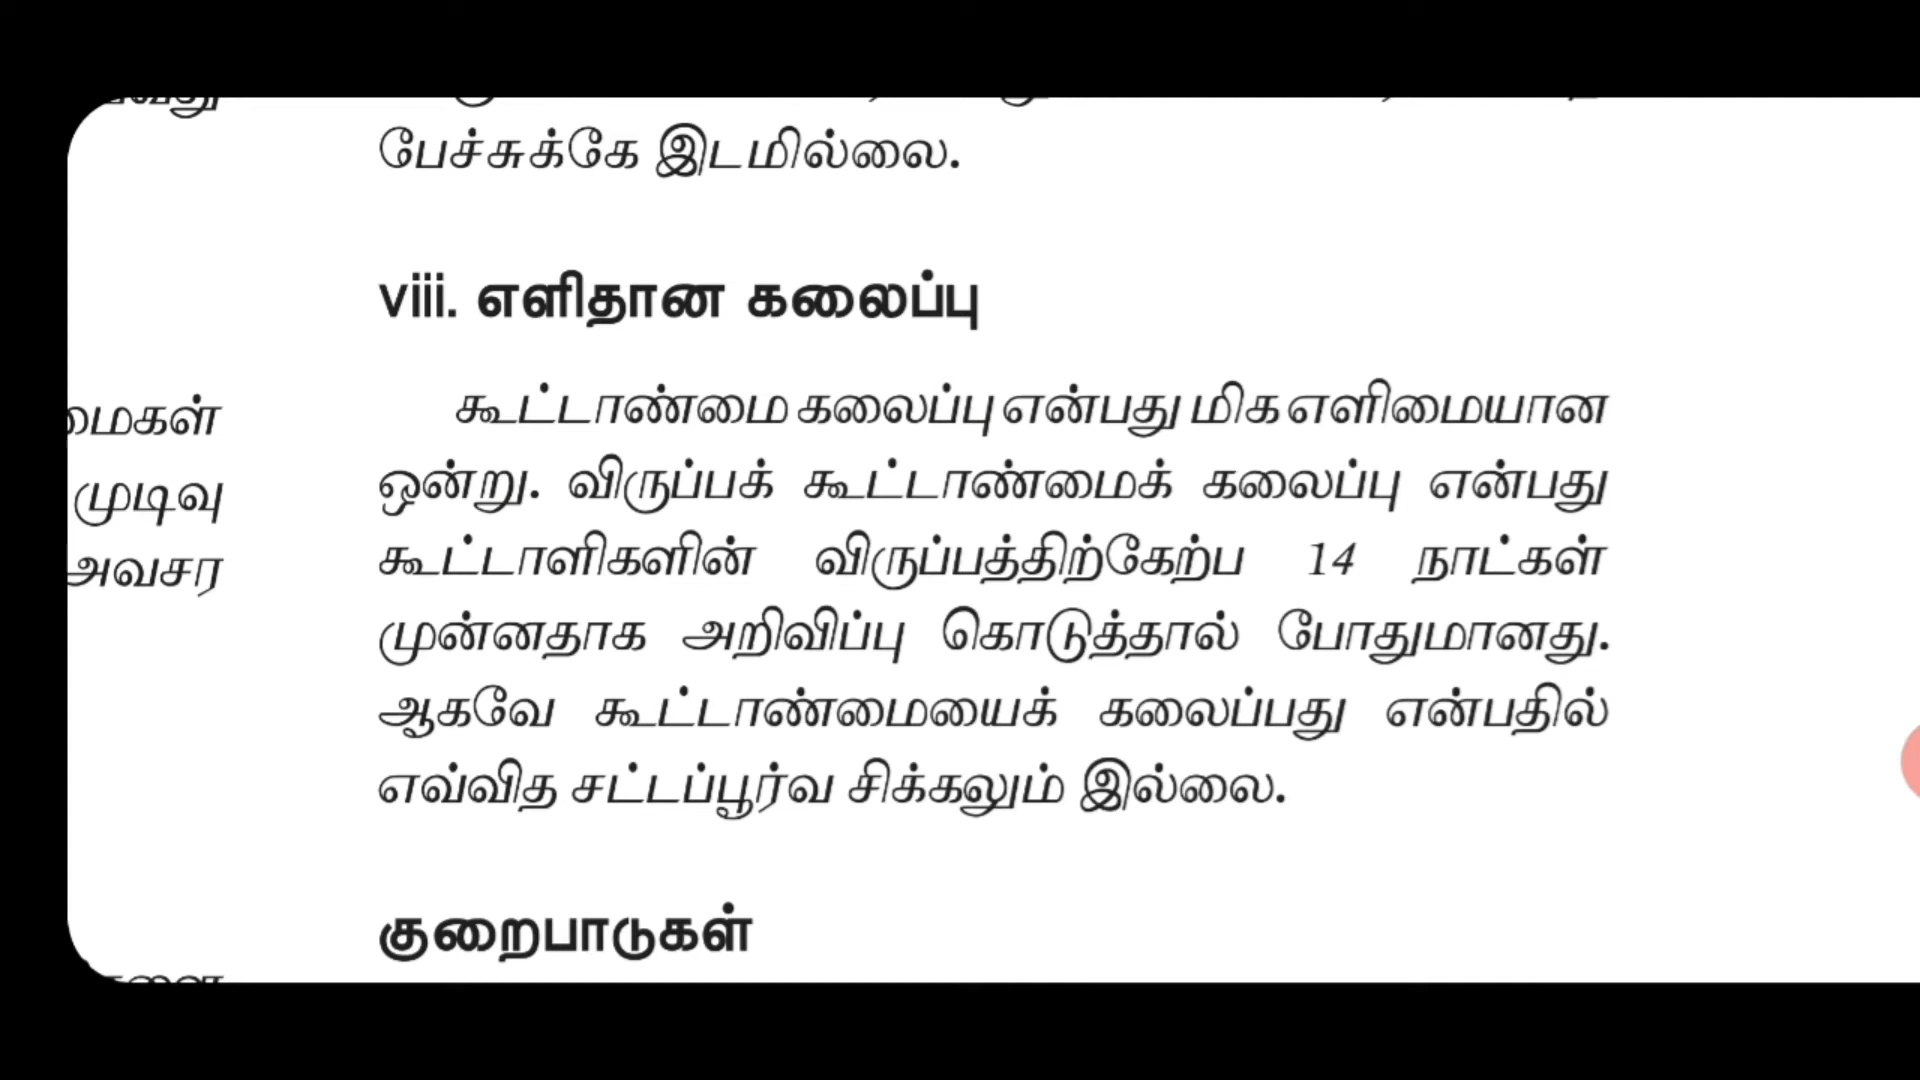 பேச்சுக்கே இடமில்லை.
viii. எளிதான கலைப்பு
மைகள்
கூட்டாண்மை கலைப்பு என்பது மிக எளிமையான
முடிவு
ஒன்று. விருப்பக் கூட்டாண்மைக் கலைப்பு என்பது
அவசர
கூட்டாளிகளின் விருப்பத்திற்கேற்ப 14 நாட்கள்
முன்னதாக அறிவிப்பு கொடுத்தால் போதுமானது.
ஆகவே கூட்டாண்மையைக் கலைப்பது என்பதில்
எவ்வித சட்டப்பூர்வ சிக்கலும் இல்லை.
குறைபாடுகள்